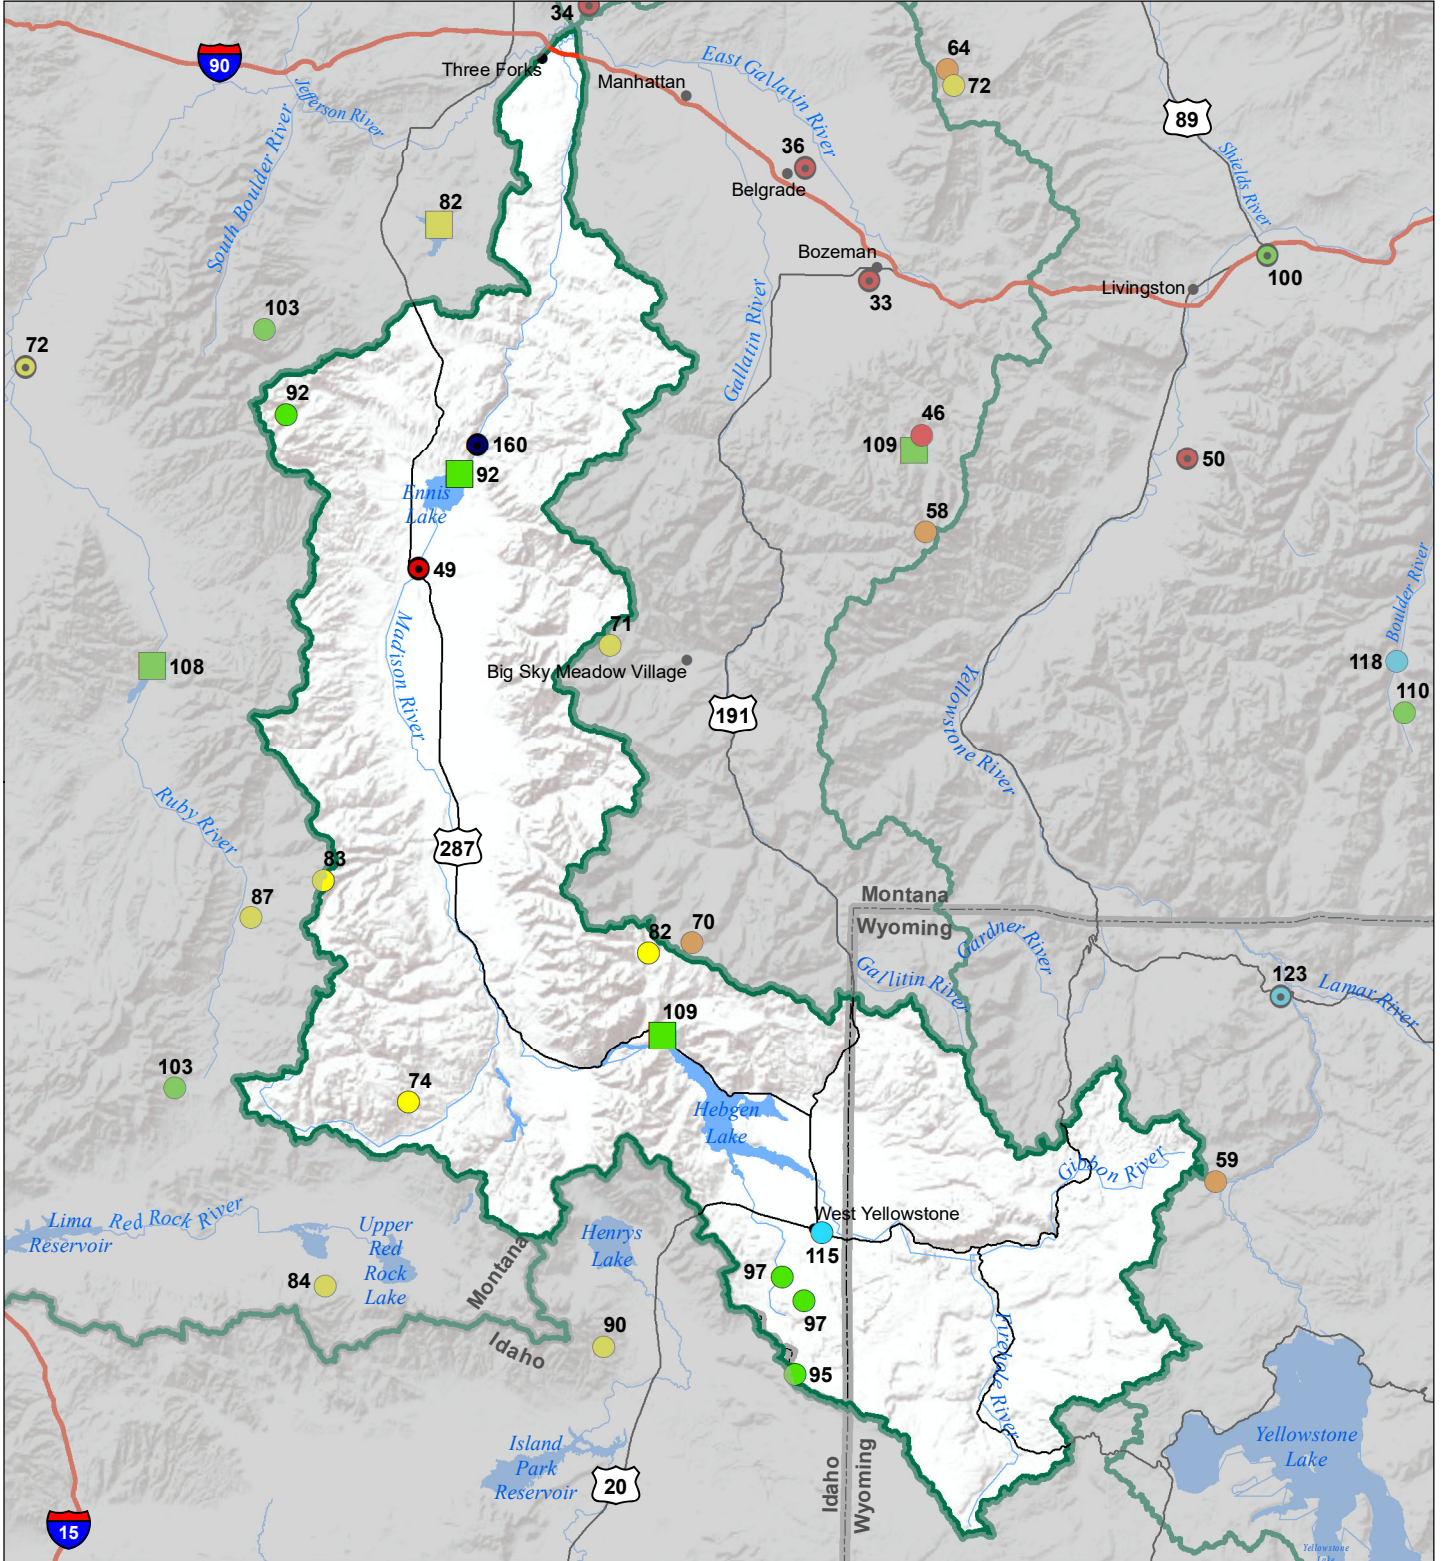 34
64
72
90
Three Forks
Manhattan
East Gallatin River
Jefferson River
89
South Boulder River
36
Belgrade
Shields River
82
Bozeman
33
Livingston
100
103
Gallatin River
72
92
46
109
160
92
50
Ennis
Lake
58
49
Boulder River
Madison River
71
Big Sky Meadow Village
108
118
110
191
Yellowstone River
Ruby River
287
83
87
Montana
Wyoming
82
70
Gardner River
Gallitin River
123
Lamar River
109
103
74
Hebgen
Lake
Gibbon River
59
Lima
Reservoir
Red Rock River
Upper
Red
Rock
Lake
Henrys
Lake
West Yellowstone
115
Montana
84
97
97
Idaho
90
95
Firehole River
Island
Park
Reservoir
20
Idaho
Wyoming
Yellowstone
Lake
15
Yellowstone
Lake